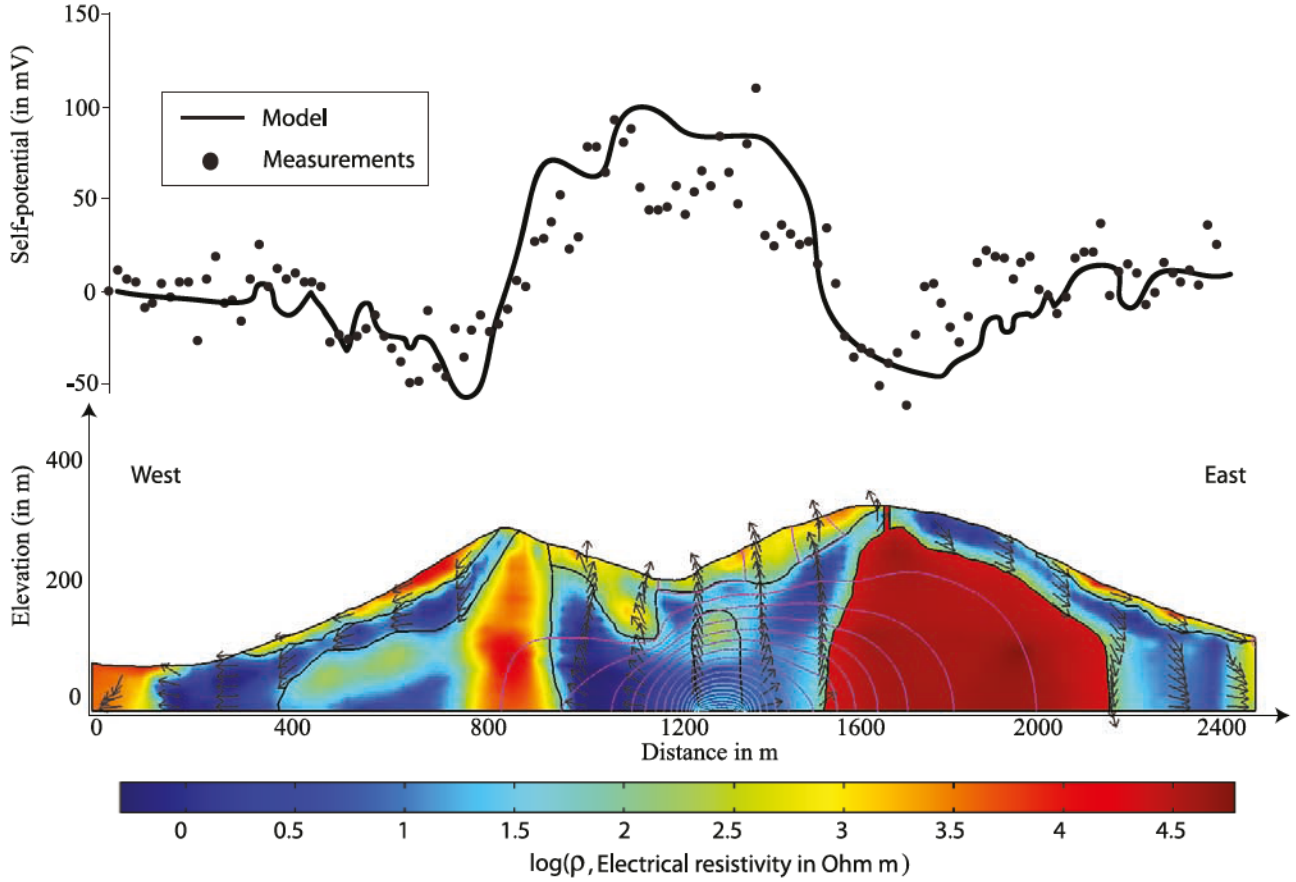 150
100
50
0
-50
Self-potential (in mV)
Model
Measurements
400
200
0
Elevation (in m)
West
East
0 400 800 1200 1600 2000 2400
Distance in m
0 0.5 1 1.5 2 2.5 3 3.5 4 4.5
log(ρ, Electrical resistivity in Ohm m)